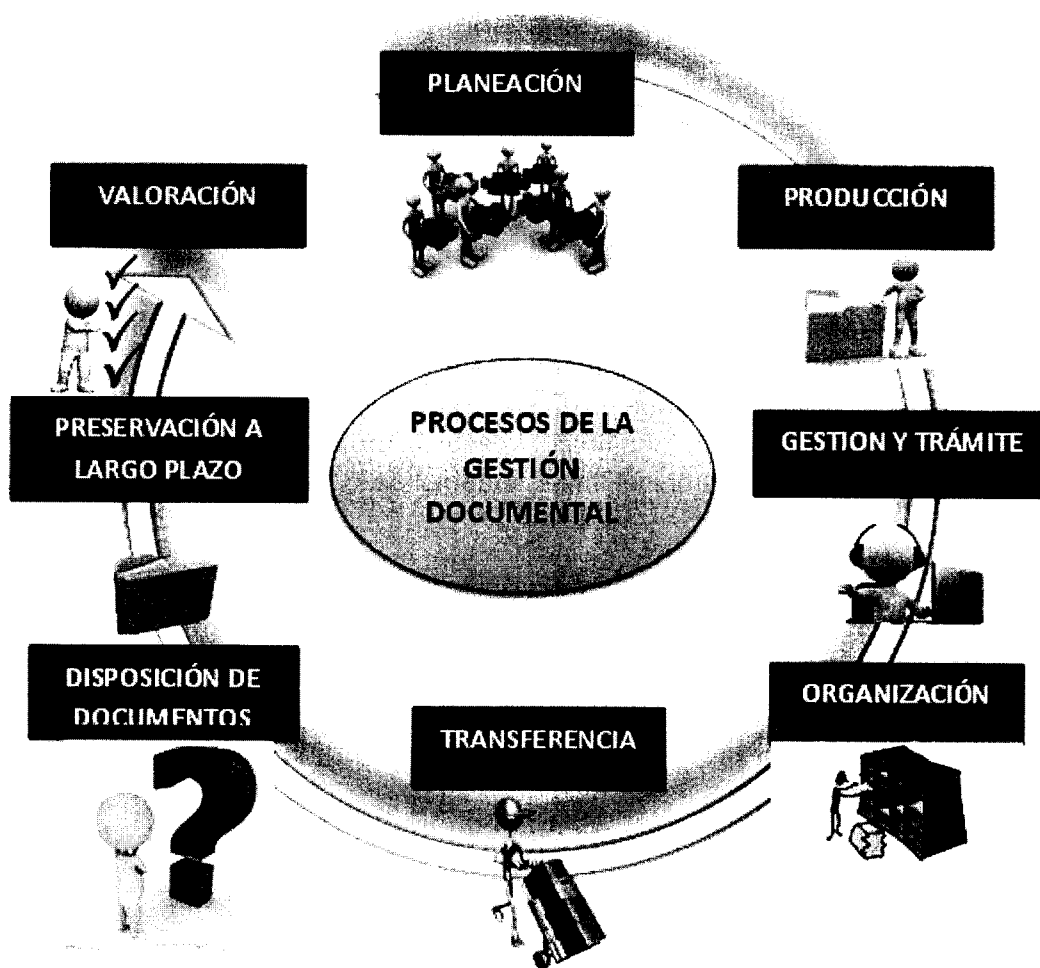 PLANEACIÓN
PRODUCCIÓN
GESTION Y TRÁMITE
ORGANIZACIÓN
TRANSFERENCIA
DISPOSICIÓN DE
DOCUMENTOS
PRESERVACIÓN A
LARGO PLAZO
VALORACIÓN
PROCESOS DE LA
GESTIÓN
DOCUMENTAL